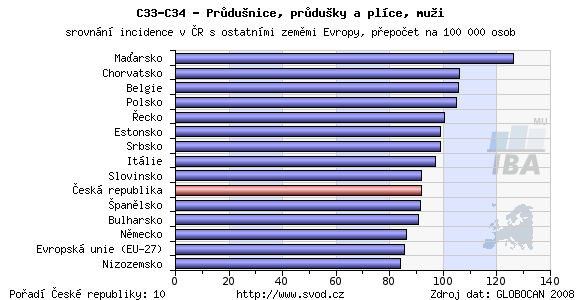 C33-C34 - Průdušnice, průdušky a plíce, muži
srovnání incidence v ČR s ostatními zeměmi Evropy, přepočet na 100 000 osob
Maďarsko
Chorvatsko
Belgie
Polsko
Řecko
Estonsko
Srbsko
Itálie
Slovinsko
Česká republika
Španělsko
Bulharsko
Německo
Evropská unie (EU-27)
Nizozemsko
MU
IBA
0 20 40 60 80 100 120 140
Pořadí České republiky: 10 http://www.svod.cz Zdroj dat: GLOBOCAN 2008